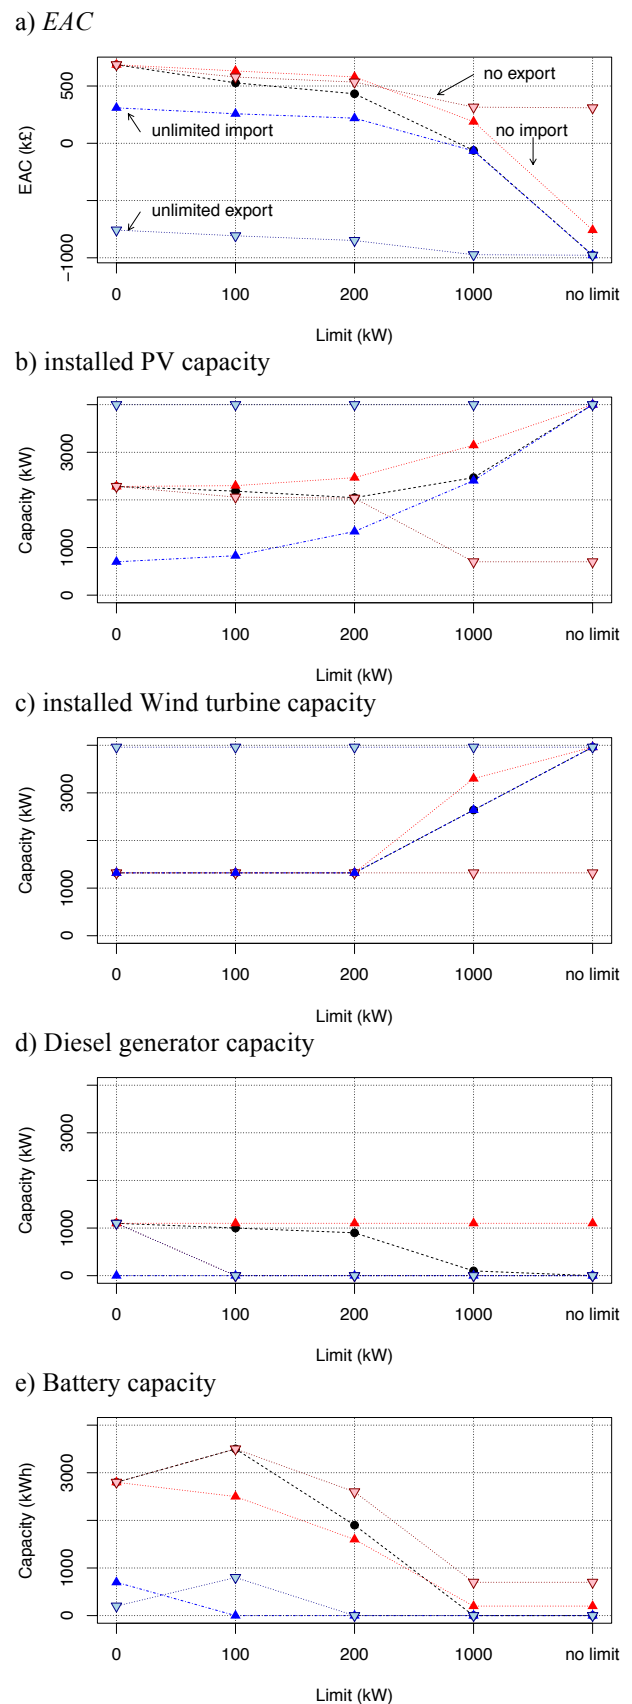 a) EAC
500
0
−1000
EAC (k£)
no export
unlimited import
no import
unlimited export
0 100 200 1000 no limit
Limit (kW)
b) installed PV capacity
3000
1000
0
Capacity (kW)
0 100 200 1000 no limit
Limit (kW)
c) installed Wind turbine capacity
3000
1000
0
Capacity (kW)
0 100 200 1000 no limit
Limit (kW)
d) Diesel generator capacity
3000
1000
0
Capacity (kW)
0 100 200 1000 no limit
Limit (kW)
e) Battery capacity
3000
1000
0
Capacity (kWh)
0 100 200 1000 no limit
Limit (kW)